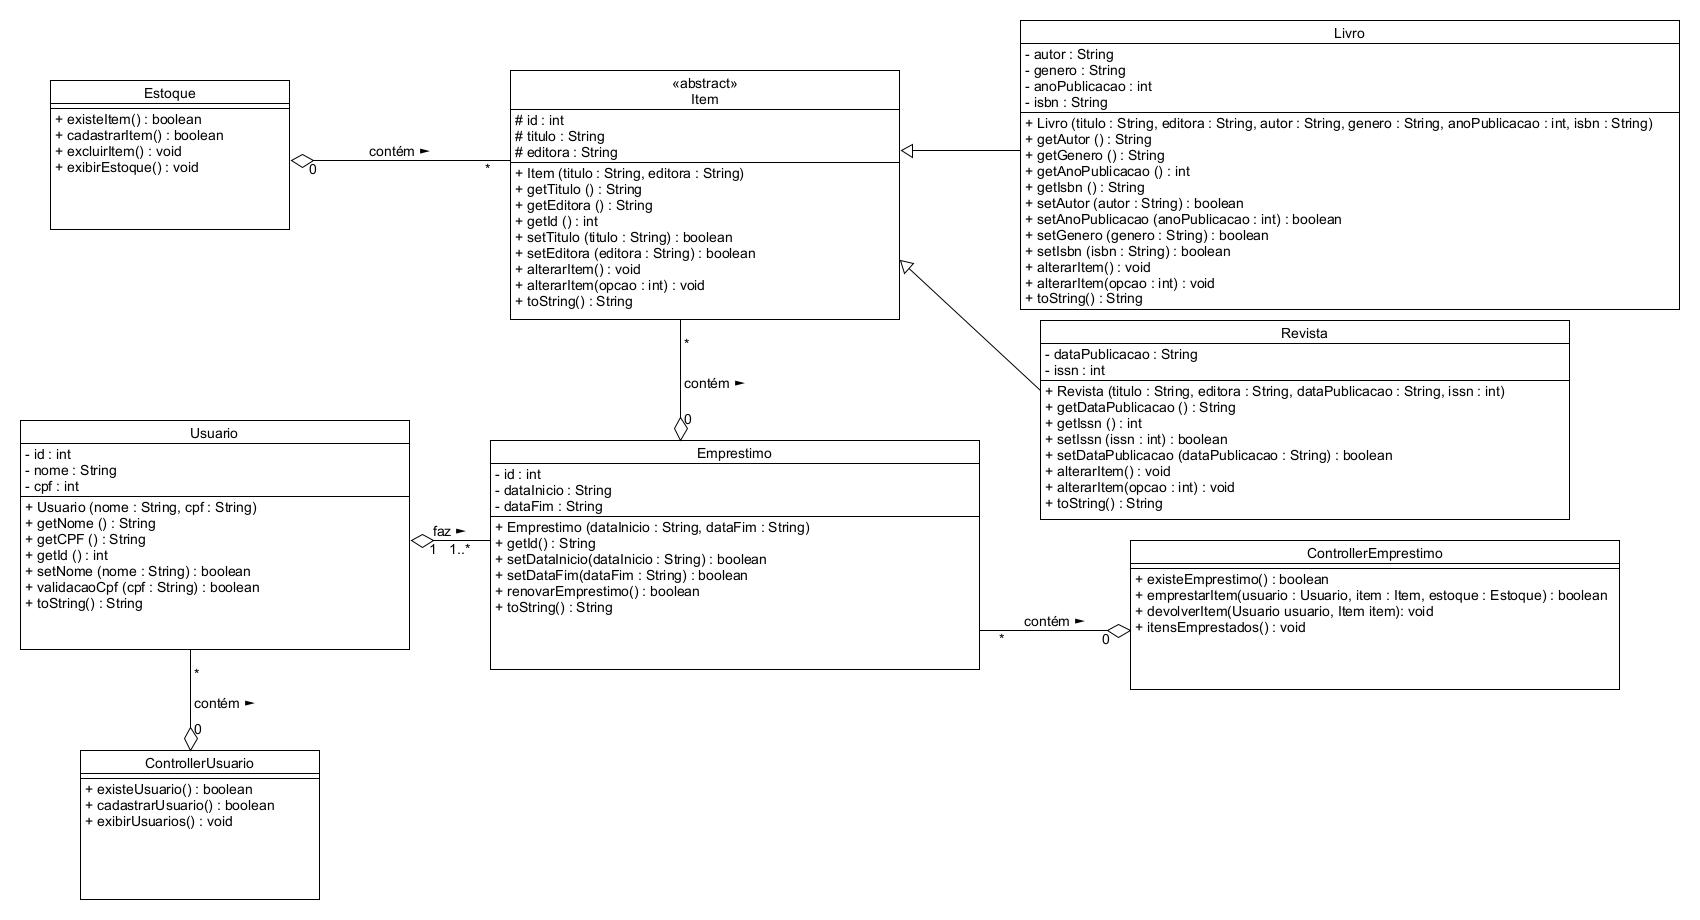 Estoque
+ existeItem() : boolean
+ cadastrarItem() : boolean
+ excluirItem() : void
+ exibirEstoque() : void
contém ►
0
*
«abstract»
Item
# id : int
# titulo : String
# editora : String
+ Item (titulo : String, editora : String)
+ getTitulo () : String
+ getEditora () : String
+ getId () : int
+ setTitulo (titulo : String) : boolean
+ setEditora (editora : String) : boolean
+ alterarItem() : void
+ alterarItem(opcao : int) : void
+ toString() : String
Livro
- autor : String
- genero : String
- anoPublicacao : int
- isbn : String
+ Livro (titulo : String, editora : String, autor : String, genero : String, anoPublicacao : int, isbn : String)
+ getAutor () : String
+ getGenero () : String
+ getAnoPublicacao () : int
+ getIsbn () : String
+ setAutor (autor : String) : boolean
+ setAnoPublicacao (anoPublicacao : int) : boolean
+ setGenero (genero : String) : boolean
+ setIsbn (isbn : String) : boolean
+ alterarItem() : void
+ alterarItem(opcao : int) : void
+ toString() : String
Revista
- dataPublicacao : String
- issn : int
+ Revista (titulo : String, editora : String, dataPublicacao : String, issn : int)
+ getDataPublicacao () : String
+ getIssn () : int
+ setIssn (issn : int) : boolean
+ setDataPublicacao (dataPublicacao : String) : boolean
+ alterarItem() : void
+ alterarItem(opcao : int) : void
+ toString() : String
*
contém ►
0
Usuario
- id : int
- nome : String
- cpf : int
+ Usuario (nome : String, cpf : String)
+ getNome () : String
+ getCPF () : String
+ getId () : int
+ setNome (nome : String) : boolean
+ validacaoCpf (cpf : String) : boolean
+ toString() : String
faz ►
1
1..*
Emprestimo
- id : int
- dataInicio : String
- dataFim : String
+ Emprestimo (dataInicio : String, dataFim : String)
+ getId() : String
+ setDataInicio(dataInicio : String) : boolean
+ setDataFim(dataFim : String) : boolean
+ renovarEmprestimo() : boolean
+ toString() : String
contém ►
*
0
ControllerEmprestimo
+ existeEmprestimo() : boolean
+ emprestarItem(usuario : Usuario, item : Item, estoque : Estoque) : boolean
+ devolverItem(Usuario usuario, Item item): void
+ itensEmprestados() : void
*
contém ►
0
ControllerUsuario
+ existeUsuario() : boolean
+ cadastrarUsuario() : boolean
+ exibirUsuarios() : void